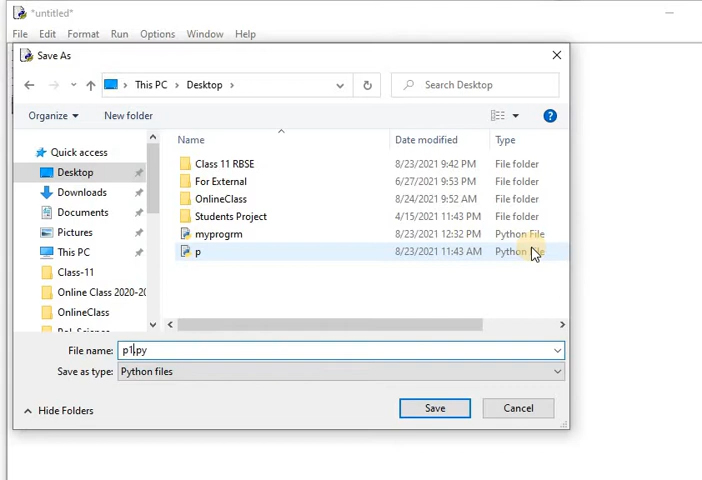 *untitled*
File Edit Format Run Options Window Help
Save As
This PC Desktop Search Desktop
Organize New folder
Name Date modified Type
Quick access
Desktop
Downloads
Documents
Pictures
This PC
Class-11
Online Class 2020-20
OnlineClass
Class 11 RBSE 8/23/2021 9:42 PM File folder
For External 6/27/2021 9:53 PM File folder
OnlineClass 8/24/2021 9:52 AM File folder
Students Project 4/15/2021 11:43 PM File folder
myprogrm 8/23/2021 12:32 PM Python File
p 8/23/2021 11:43 AM Python File
File name: p1.py
Save as type: Python files
Hide Folders Save Cancel